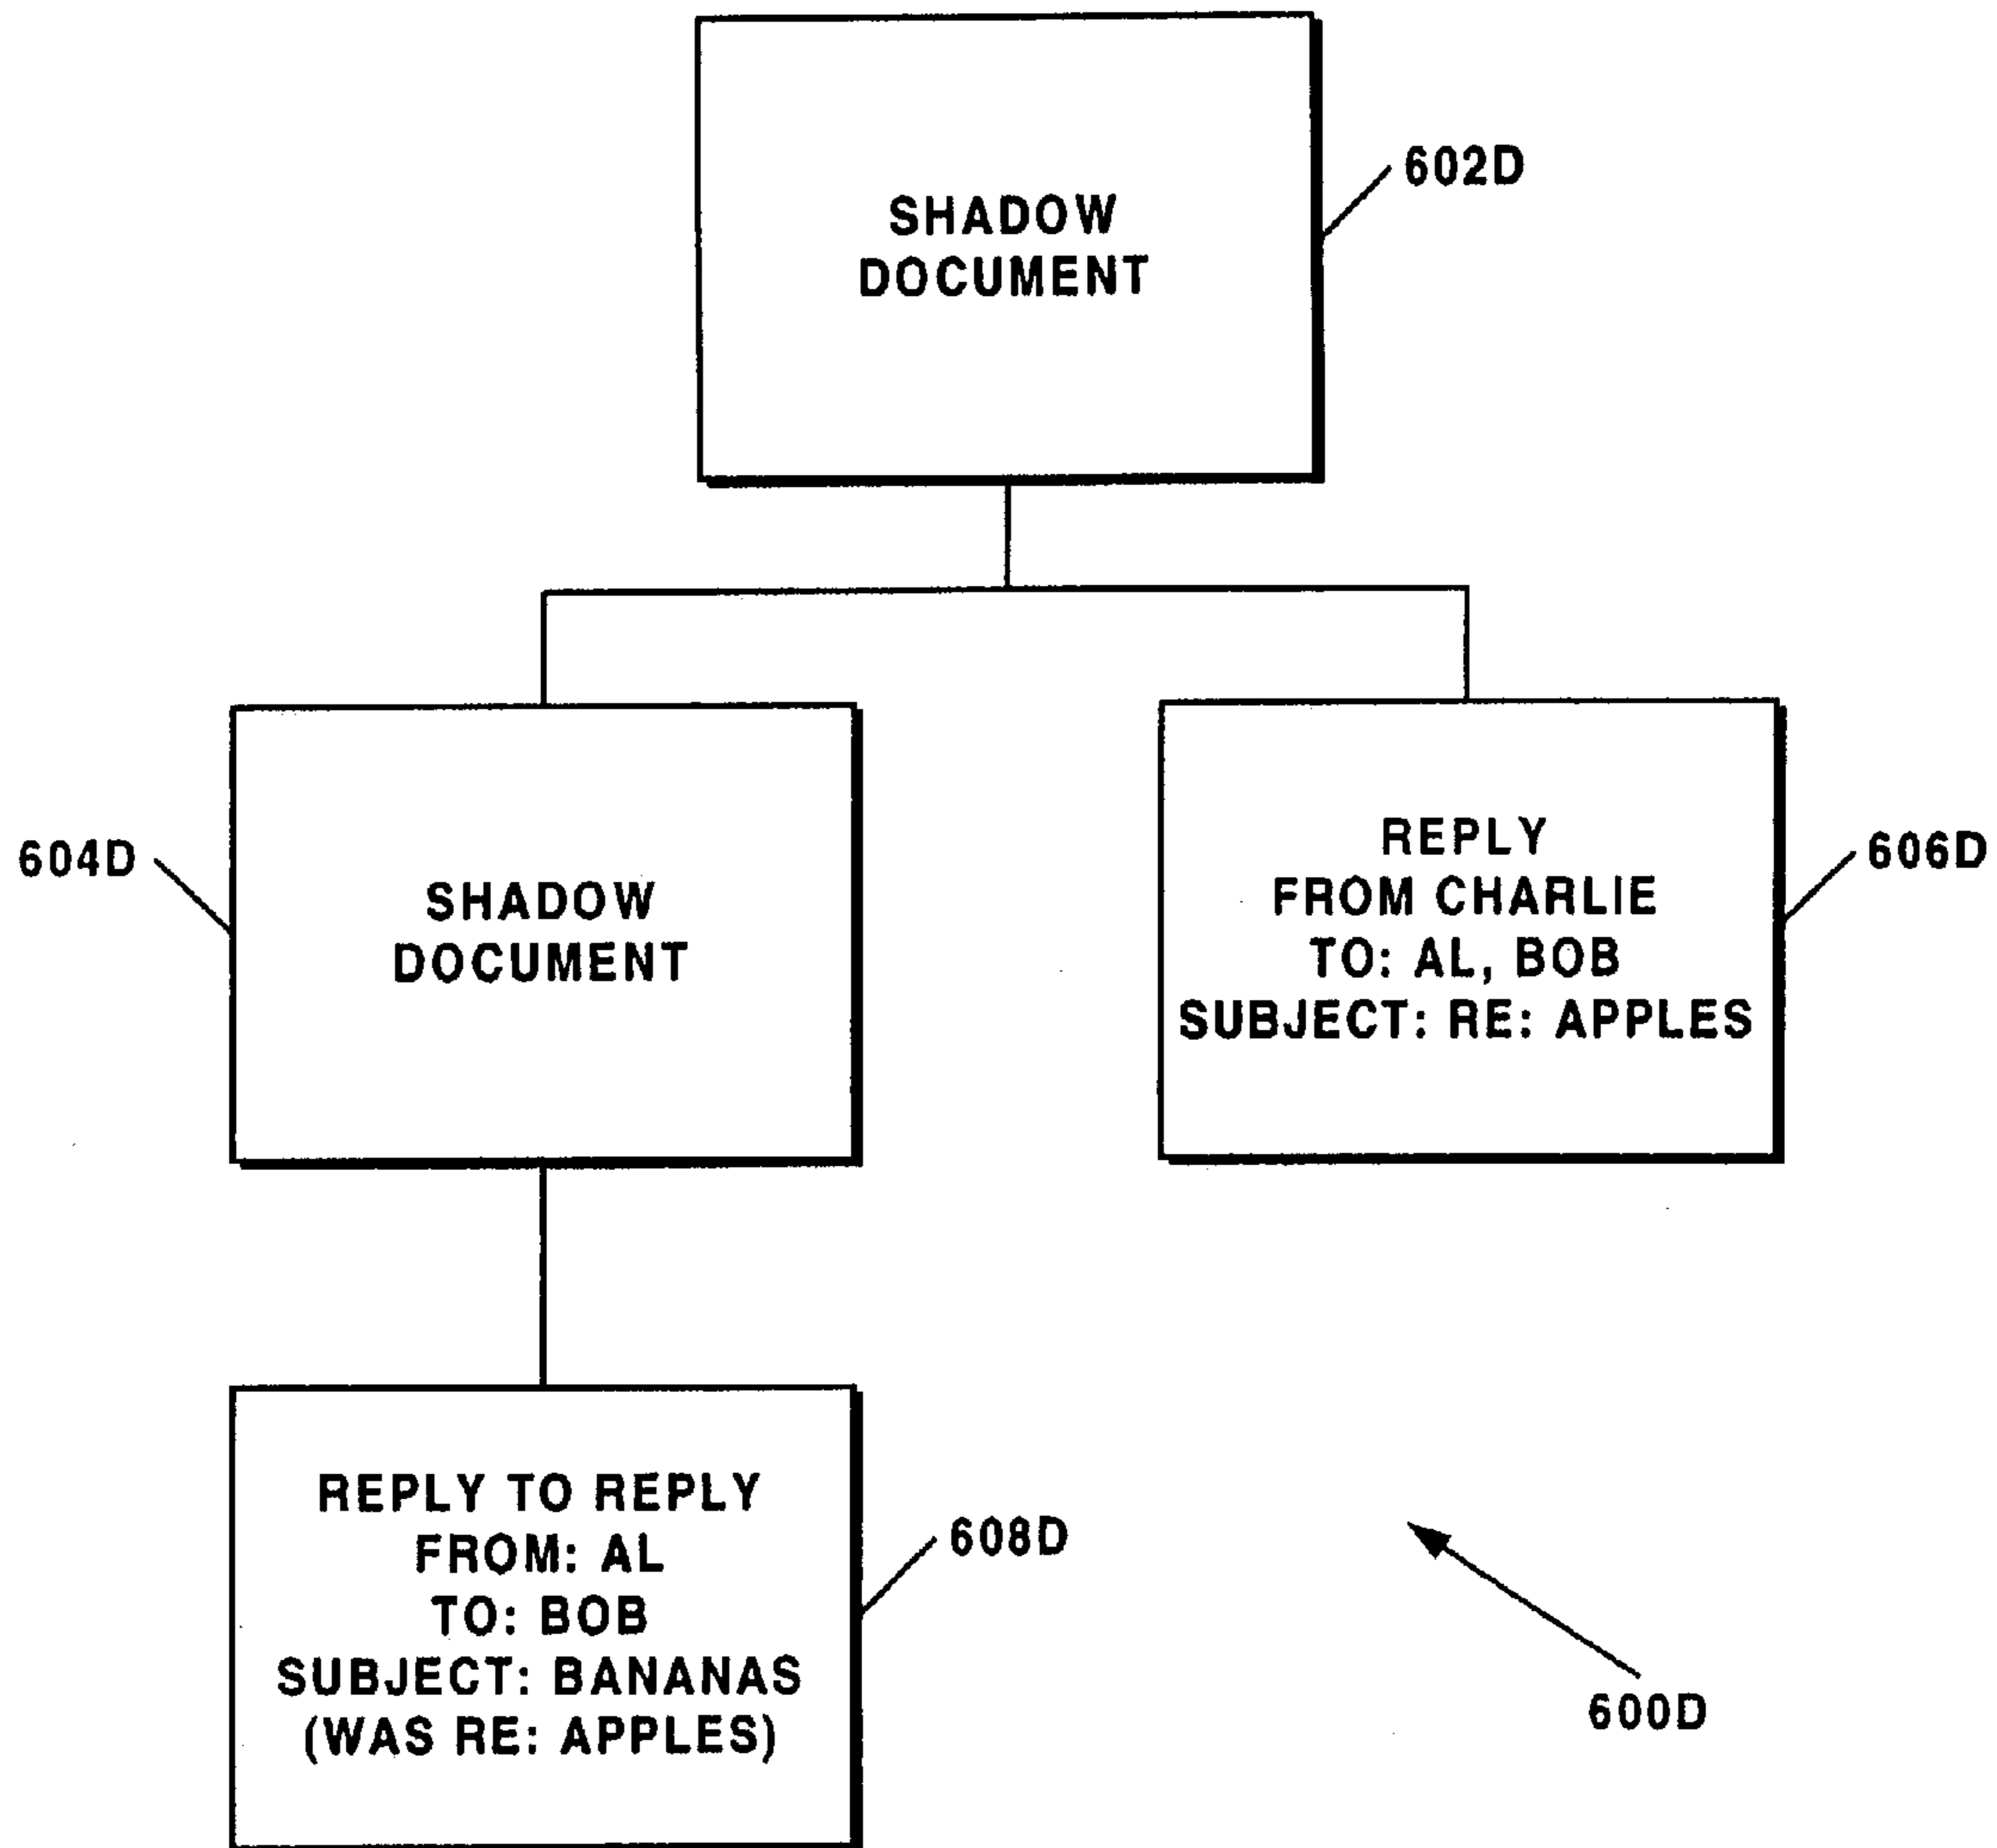 SHADOW
DOCUMENT
602D
604D
SHADOW
DOCUMENT
REPLY
FROM CHARLIE
TO: AL, BOB
SUBJECT: RE: APPLES
606D
REPLY TO REPLY
FROM: AL
TO: BOB
SUBJECT: BANANAS
(WAS RE: APPLES)
608D
600D